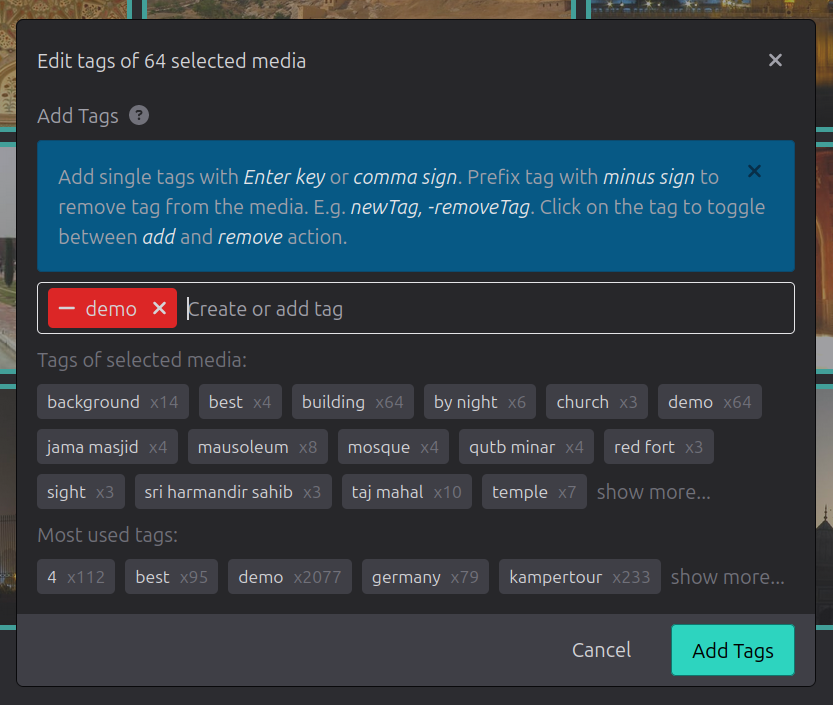 Edit tags of 64 selected media ×
Add Tags ?
Add single tags with Enter key or comma sign. Prefix tag with minus sign to
remove tag from the media. E.g. newTag, -removeTag. Click on the tag to toggle
between add and remove action.
− demo × Create or add tag
Tags of selected media:
background x14 best x4 building x64 by night x6 church x3 demo x64
jama masjid x4 mausoleum x8 mosque x4 qutb minar x4 red fort x3
sight x3 sri harmandir sahib x3 taj mahal x10 temple x7 show more...
Most used tags:
4 x112 best x95 demo x2077 germany x79 kampertour x233 show more...
Cancel Add Tags